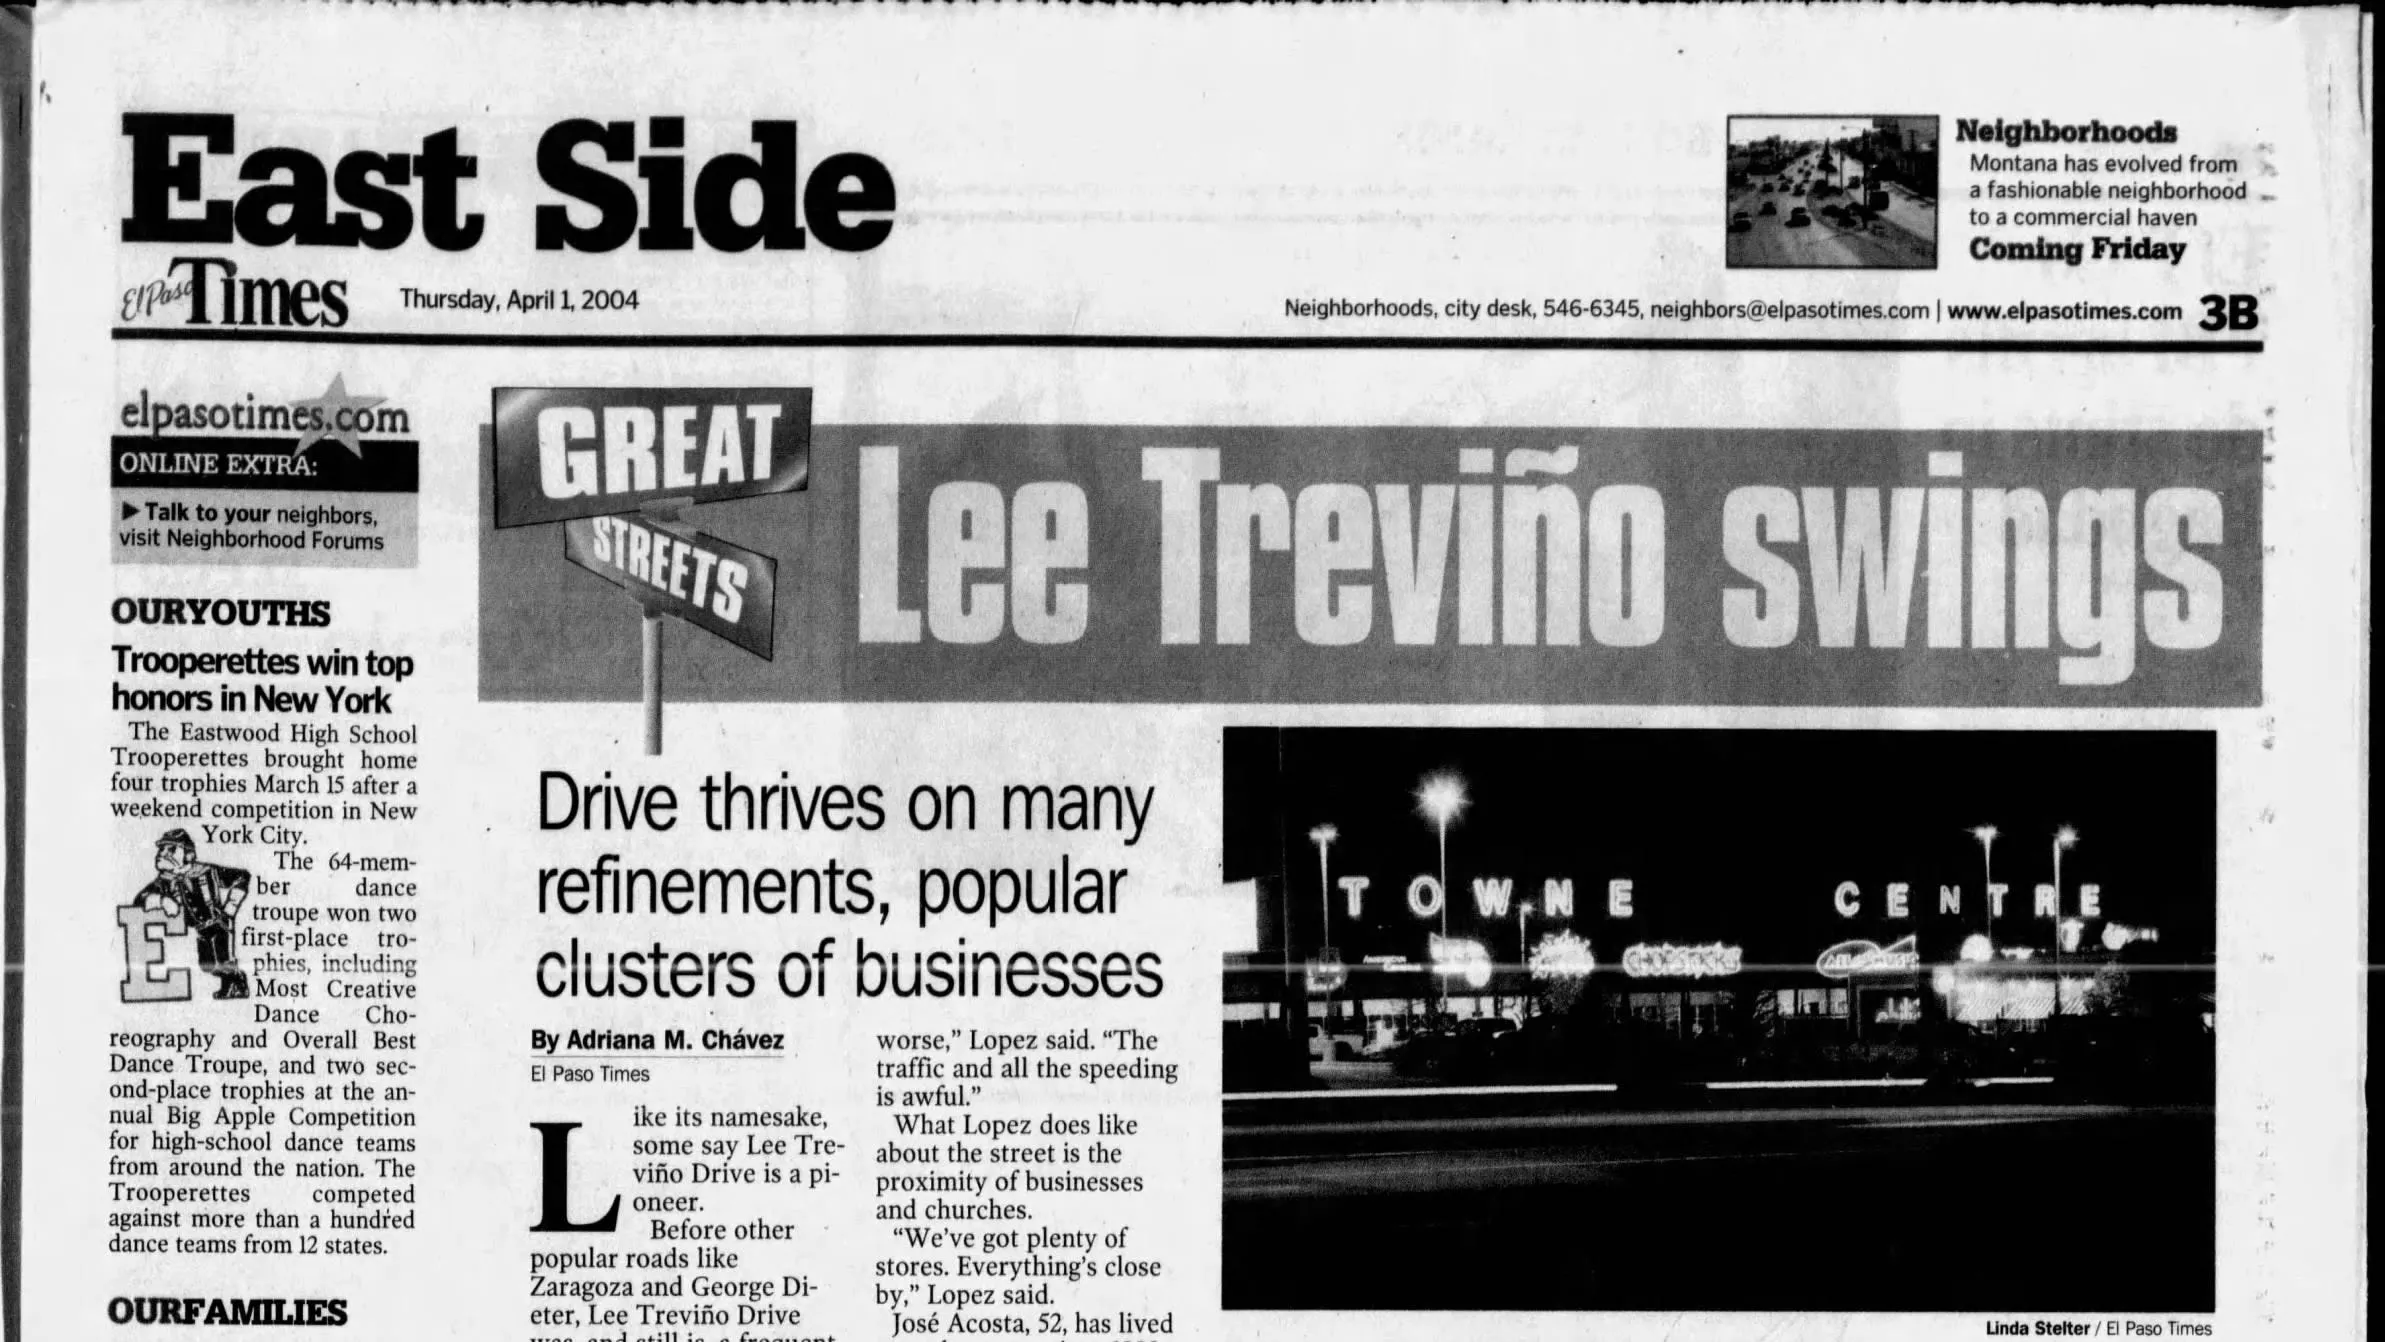 East Side
El Paso Times
Thursday, April 1, 2004
Neighborhoods
Montana has evolved from
a fashionable neighborhood
to a commercial haven
Coming Friday
Neighborhoods, city desk, 546-6345, neighbors@elpasotimes.com | www.elpasotimes.com 3B
elpasotimes.com
ONLINE EXTRA:
▶ Talk to your neighbors,
visit Neighborhood Forums
OURYOUTHS
Trooperettes win top
honors in New York
The Eastwood High School
Trooperettes brought home
four trophies March 15 after a
weekend competition in New
York City.
The 64-mem-
ber dance
troupe won two
first-place tro-
phies, including
Most Creative
Dance Cho-
reography and Overall Best
Dance Troupe, and two sec-
ond-place trophies at the an-
nual Big Apple Competition
for high-school dance teams
from around the nation. The
Trooperettes competed
against more than a hundred
dance teams from 12 states.
E
OURFAMILIES
GREAT
STREETS
Lee Treviño swings
Drive thrives on many
refinements, popular
clusters of businesses
By Adriana M. Chávez
El Paso Times
Like its namesake,
some say Lee Tre-
viño Drive is a pi-
oneer.
Before other
popular roads like
Zaragoza and George Di-
eter, Lee Treviño Drive
was, and still is, a frequent
worse,” Lopez said. “The
traffic and all the speeding
is awful.”
What Lopez does like
about the street is the
proximity of businesses
and churches.
“We've got plenty of
stores. Everything's close
by,” Lopez said.
José Acosta, 52, has lived
TOWNE CENTRE
Linda Stelter / El Paso Times